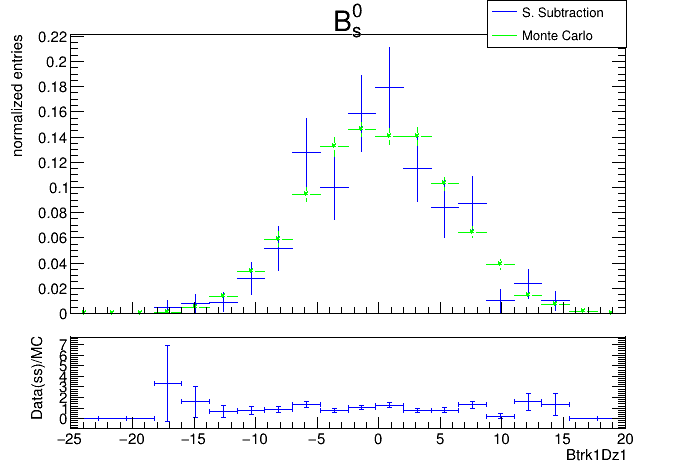 B_s^0
S. Subtraction
Monte Carlo
normalized entries
0.22
0.2
0.18
0.16
0.14
0.12
0.1
0.08
0.06
0.04
0.02
0
Data(ss)/MC
7
6
5
4
3
2
1
0
−25 −20 −15 −10 −5 0 5 10 15 20
Btrk1Dz1